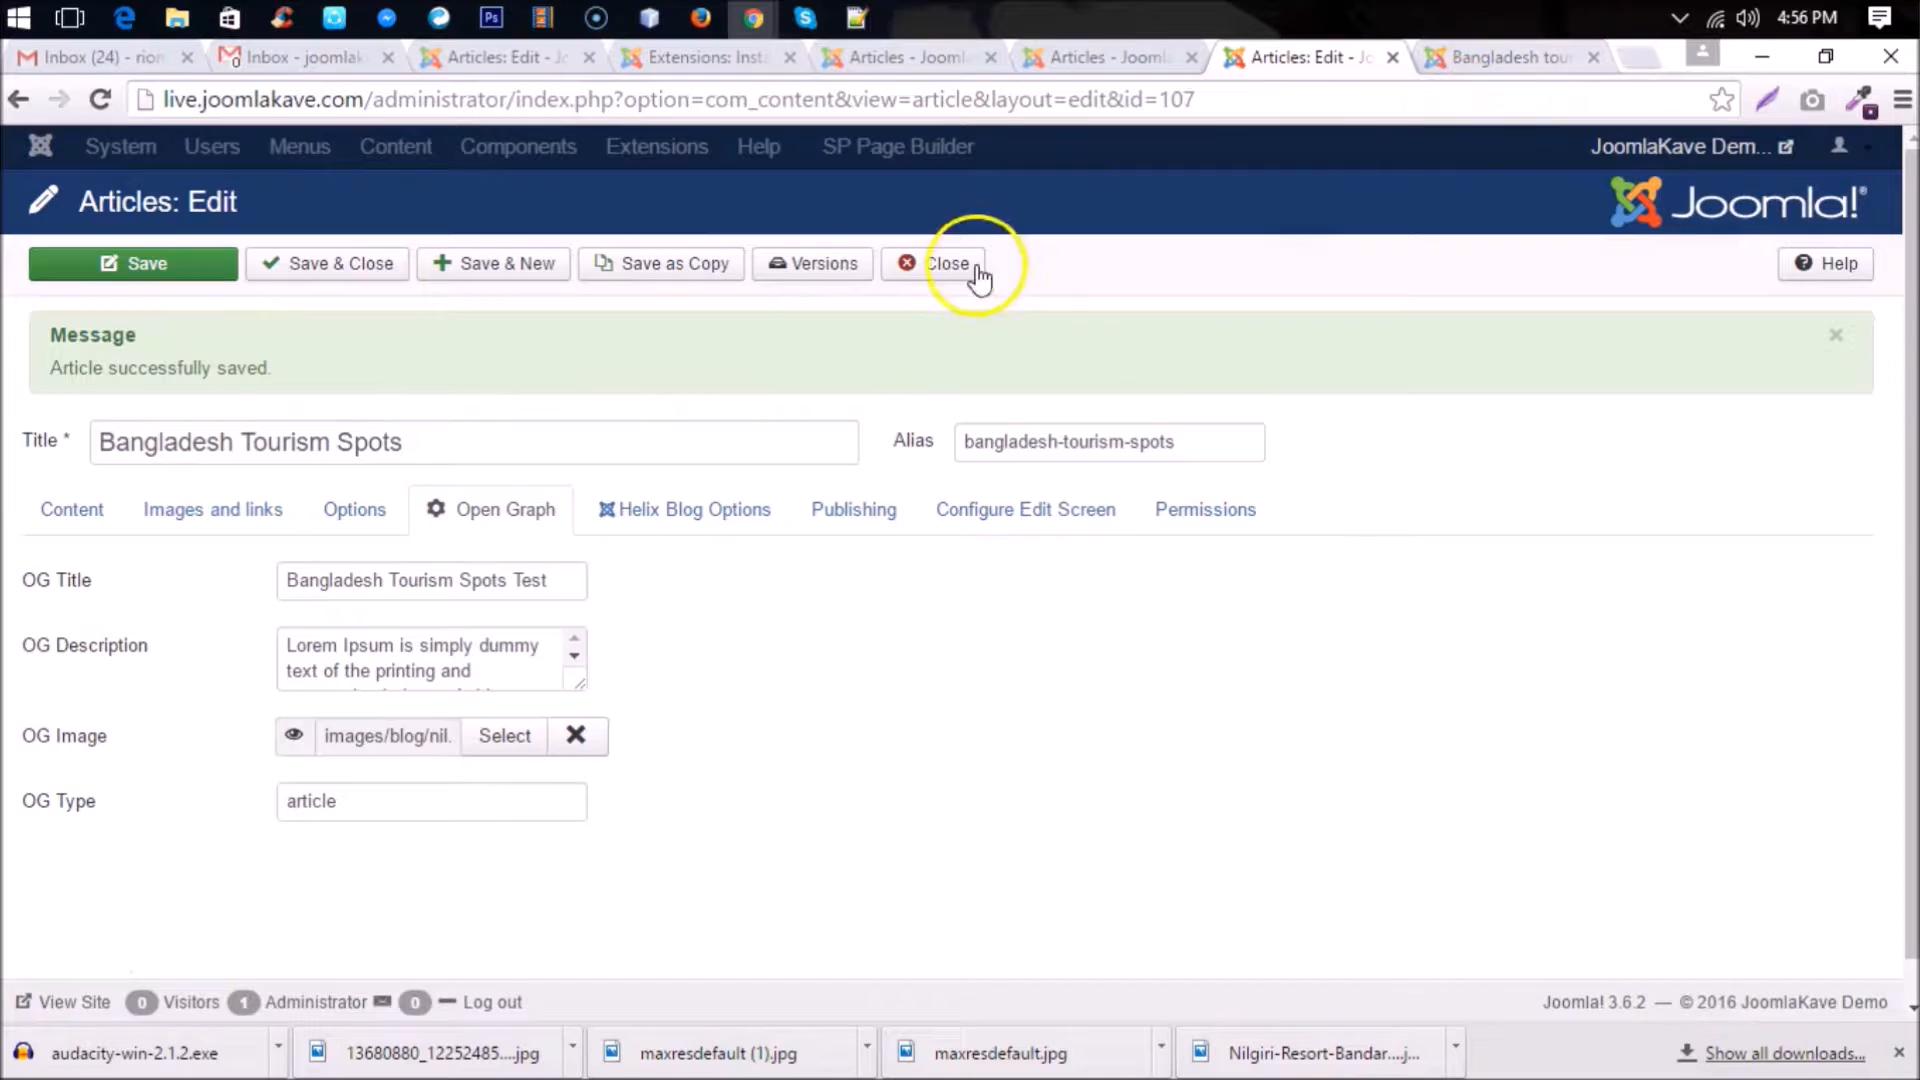 Ps
4:56 PM
Inbox (24) - rion
Inbox - joomlak
Articles: Edit - Jo
Extensions: Insta
Articles - Jooml
Articles - Jooml
Articles: Edit - Jo
Bangladesh tour
live.joomlakave.com/administrator/index.php?option=com_content&view=article&layout=edit&id=107
System Users Menus Content Components Extensions Help SP Page Builder
JoomlaKave Dem...
Articles: Edit
Joomla!®
Save
Save & Close
Save & New
Save as Copy
Versions
Close
Help
Message
Article successfully saved.
Title *
Bangladesh Tourism Spots
Alias
bangladesh-tourism-spots
Content
Images and links
Options
Open Graph
Helix Blog Options
Publishing
Configure Edit Screen
Permissions
OG Title
Bangladesh Tourism Spots Test
OG Description
Lorem Ipsum is simply dummy
text of the printing and
OG Image
images/blog/nil.
Select
OG Type
article
View Site
0 Visitors
1 Administrator
0
Log out
Joomla! 3.6.2 — © 2016 JoomlaKave Demo
audacity-win-2.1.2.exe
13680880_12252485....jpg
maxresdefault (1).jpg
maxresdefault.jpg
Nilgiri-Resort-Bandar....j...
Show all downloads...